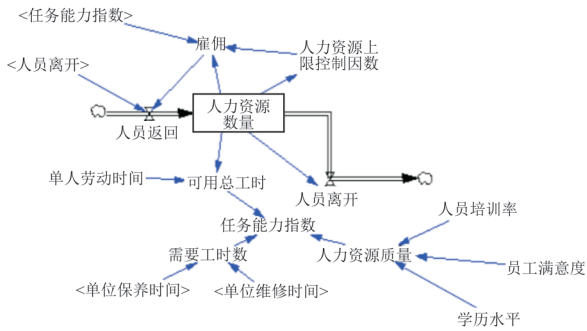 <任务能力指数>
雇佣
人力资源上
限控制因数
<人员离开>
人员返回
人力资源
数量
单人劳动时间
可用总工时
人员离开
任务能力指数
人员培训率
需要工时数
人力资源质量
员工满意度
<单位保养时间>
<单位维修时间>
学历水平